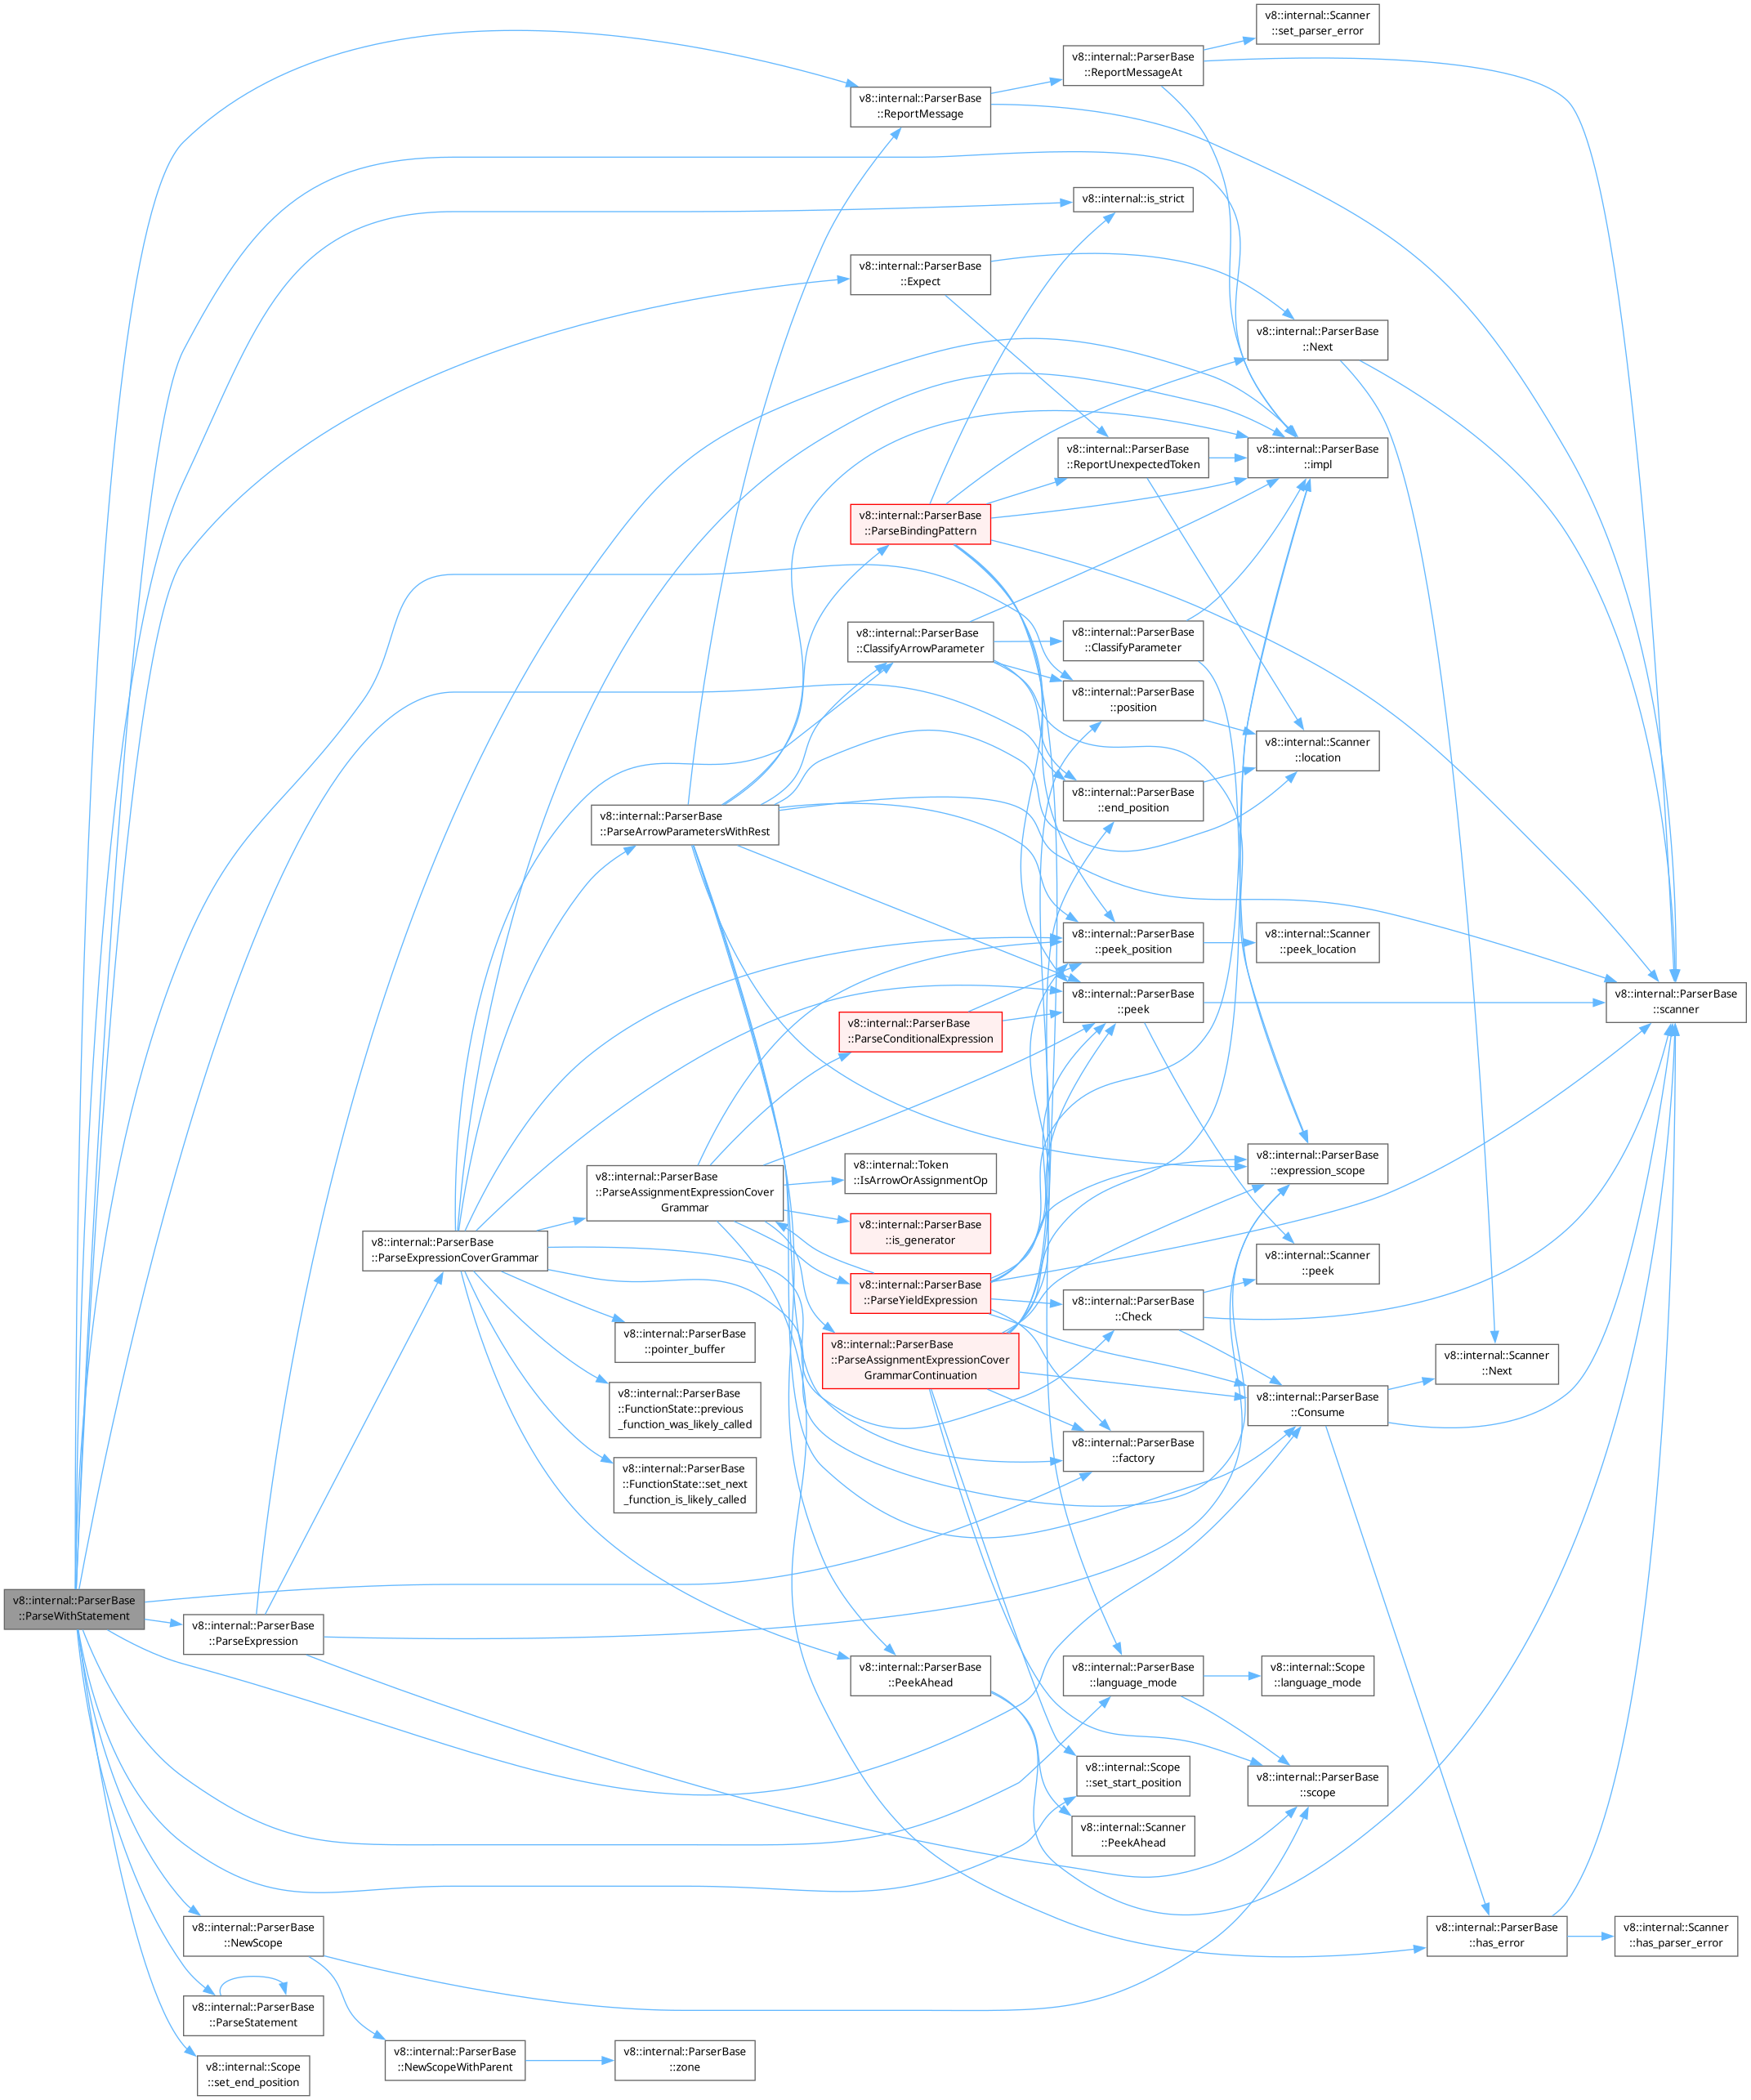 v8::internal::Scanner
::set_parser_error
v8::internal::ParserBase
::ReportMessageAt
v8::internal::ParserBase
::ReportMessage
v8::internal::is_strict
v8::internal::ParserBase
::Expect
v8::internal::ParserBase
::Next
v8::internal::ParserBase
::ReportUnexpectedToken
v8::internal::ParserBase
::impl
v8::internal::ParserBase
::ParseBindingPattern
v8::internal::ParserBase
::ClassifyArrowParameter
v8::internal::ParserBase
::ClassifyParameter
v8::internal::ParserBase
::position
v8::internal::Scanner
::location
v8::internal::ParserBase
::end_position
v8::internal::ParserBase
::ParseArrowParametersWithRest
v8::internal::ParserBase
::peek_position
v8::internal::Scanner
::peek_location
v8::internal::ParserBase
::peek
v8::internal::ParserBase
::scanner
v8::internal::ParserBase
::ParseConditionalExpression
v8::internal::ParserBase
::expression_scope
v8::internal::Token
::IsArrowOrAssignmentOp
v8::internal::ParserBase
::ParseAssignmentExpressionCover
Grammar
v8::internal::ParserBase
::is_generator
v8::internal::ParserBase
::ParseExpressionCoverGrammar
v8::internal::Scanner
::peek
v8::internal::ParserBase
::ParseYieldExpression
v8::internal::ParserBase
::Check
v8::internal::ParserBase
::pointer_buffer
v8::internal::ParserBase
::ParseAssignmentExpressionCover
GrammarContinuation
v8::internal::Scanner
::Next
v8::internal::ParserBase
::FunctionState::previous
_function_was_likely_called
v8::internal::ParserBase
::Consume
v8::internal::ParserBase
::factory
v8::internal::ParserBase
::FunctionState::set_next
_function_is_likely_called
v8::internal::ParserBase
::ParseWithStatement
v8::internal::ParserBase
::ParseExpression
v8::internal::ParserBase
::PeekAhead
v8::internal::ParserBase
::language_mode
v8::internal::Scope
::language_mode
v8::internal::Scope
::set_start_position
v8::internal::ParserBase
::scope
v8::internal::Scanner
::PeekAhead
v8::internal::ParserBase
::NewScope
v8::internal::ParserBase
::has_error
v8::internal::Scanner
::has_parser_error
v8::internal::ParserBase
::ParseStatement
v8::internal::Scope
::set_end_position
v8::internal::ParserBase
::NewScopeWithParent
v8::internal::ParserBase
::zone